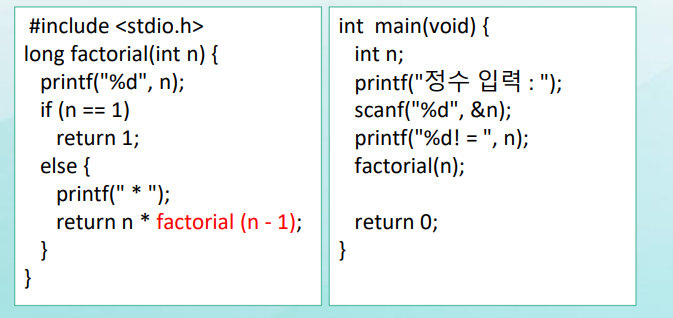 #include <stdio.h>
long factorial(int n) {
printf("%d", n);
if (n == 1)
return 1;
else {
printf(" * ");
return n * factorial (n - 1);
}
}
int main(void) {
int n;
printf("정수 입력 : ");
scanf("%d", &n);
printf("%d! = ", n);
factorial(n);
return 0;
}